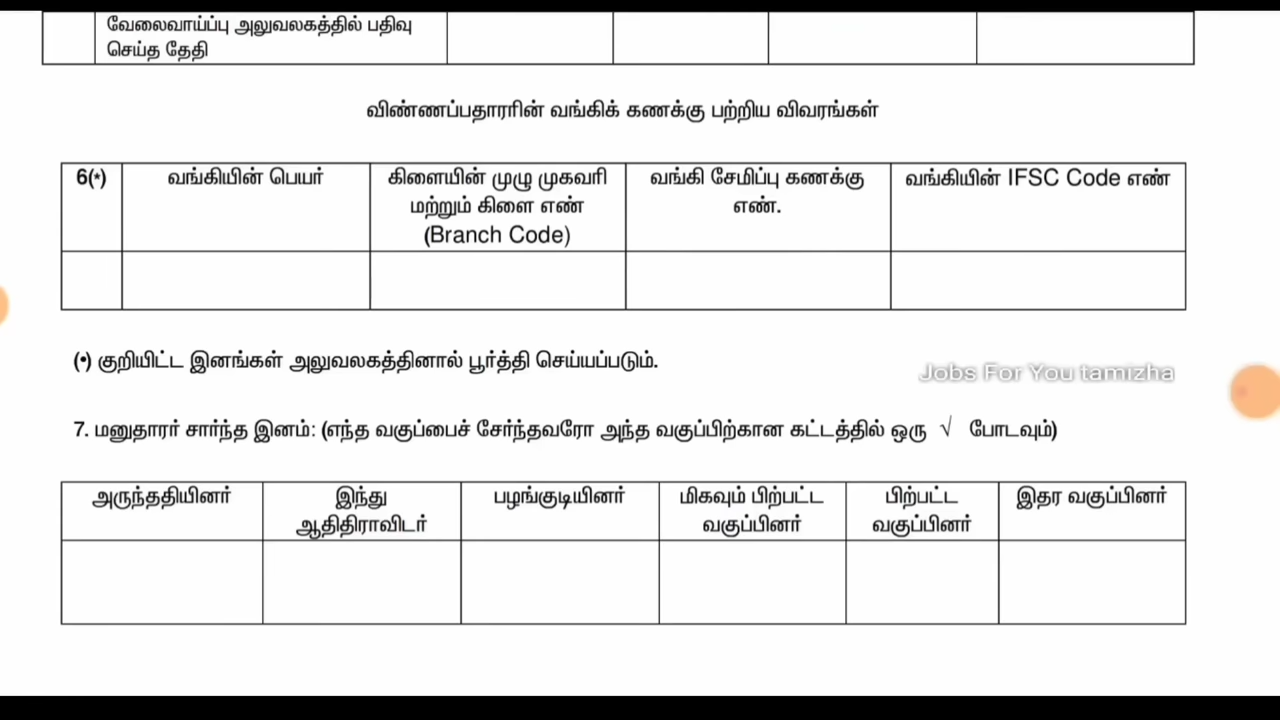 வேலைவாய்ப்பு அலுவலகத்தில் பதிவு
செய்த தேதி
விண்ணப்பதாரரின் வங்கிக் கணக்கு பற்றிய விவரங்கள்
6(*) வங்கியின் பெயர் கிளையின் முழு முகவரி வங்கி சேமிப்பு கணக்கு வங்கியின் IFSC Code எண்
மற்றும் கிளை எண் எண்.
(Branch Code)
(*) குறியிட்ட இனங்கள் அலுவலகத்தினால் பூர்த்தி செய்யப்படும்.
Jobs For You tamizha
7. மனுதாரர் சார்ந்த இனம்: (எந்த வகுப்பைச் சேர்ந்தவரோ அந்த வகுப்பிற்கான கட்டத்தில் ஒரு √ போடவும்)
அருந்ததியினர் இந்து பழங்குடியினர் மிகவும் பிற்பட்ட பிற்பட்ட இதர வகுப்பினர்
ஆதிதிராவிடர் வகுப்பினர் வகுப்பினர்